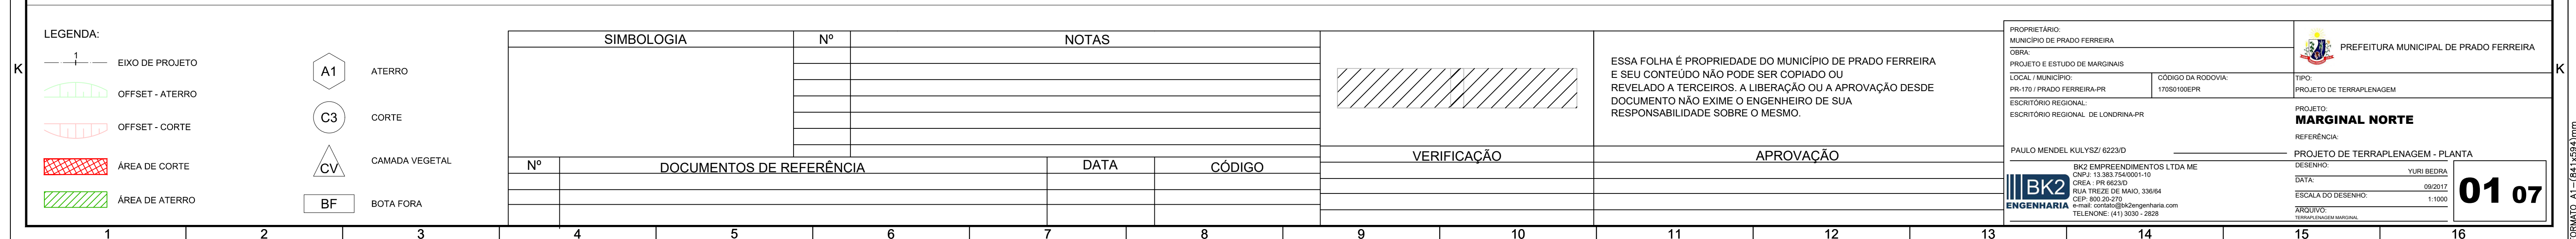 LEGENDA:
1
EIXO DE PROJETO
OFFSET - ATERRO
OFFSET - CORTE
ÁREA DE CORTE
ÁREA DE ATERRO
A1
ATERRO
C3
CORTE
CV
CAMADA VEGETAL
BF
BOTA FORA
SIMBOLOGIA
Nº
NOTAS
Nº
DOCUMENTOS DE REFERÊNCIA
DATA
CÓDIGO
ESSA FOLHA É PROPRIEDADE DO MUNICÍPIO DE PRADO FERREIRA
E SEU CONTEÚDO NÃO PODE SER COPIADO OU
REVELADO A TERCEIROS. A LIBERAÇÃO OU A APROVAÇÃO DESDE
DOCUMENTO NÃO EXIME O ENGENHEIRO DE SUA
RESPONSABILIDADE SOBRE O MESMO.
VERIFICAÇÃO
APROVAÇÃO
PROPRIETÁRIO:
MUNICÍPIO DE PRADO FERREIRA
OBRA:
PROJETO E ESTUDO DE MARGINAIS
LOCAL / MUNICÍPIO:
PR-170 / PRADO FERREIRA-PR
CÓDIGO DA RODOVIA:
170S0100EPR
ESCRITÓRIO REGIONAL:
ESCRITÓRIO REGIONAL DE LONDRINA-PR
PAULO MENDEL KULYSZ/ 6223/D
BK2
ENGENHARIA
BK2 EMPREENDIMENTOS LTDA ME
CNPJ: 13.383.754/0001-10
CREA : PR 6623/D
RUA TREZE DE MAIO, 336/64
CEP: 800.20-270
e-mail: contato@bk2engenharia.com
TELENONE: (41) 3030 - 2828
PREFEITURA MUNICIPAL DE PRADO FERREIRA
TIPO:
PROJETO DE TERRAPLENAGEM
PROJETO:
MARGINAL NORTE
REFERÊNCIA:
PROJETO DE TERRAPLENAGEM - PLANTA
DESENHO:
YURI BEDRA
DATA:
09/2017
ESCALA DO DESENHO:
1:1000
ARQUIVO:
TERRAPLENAGEM MARGINAL
01 07
K
K
1 2 3 4 5 6 7 8 9 10 11 12 13 14 15 16
FORMATO A1-(841x594)mm